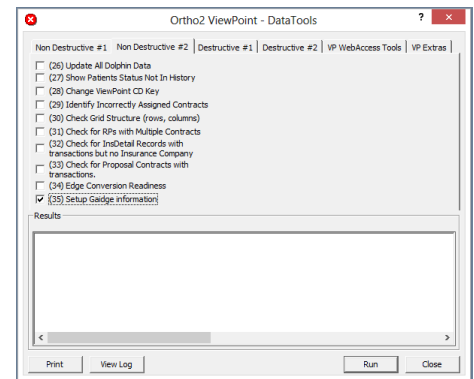 Ortho2 ViewPoint - DataTools
? ×
Non Destructive #1 Non Destructive #2 Destructive #1 Destructive #2 VP WebAccess Tools VP Extras
(26) Update All Dolphin Data
(27) Show Patients Status Not In History
(28) Change ViewPoint CD Key
(29) Identify Incorrectly Assigned Contracts
(30) Check Grid Structure (rows, columns)
(31) Check for RPs with Multiple Contracts
(32) Check for InsDetail Records with
transactions but no Insurance Company
(33) Check for Proposal Contracts with
transactions.
(34) Edge Conversion Readiness
(35) Setup Gaidge information
Results
Print View Log Run Close